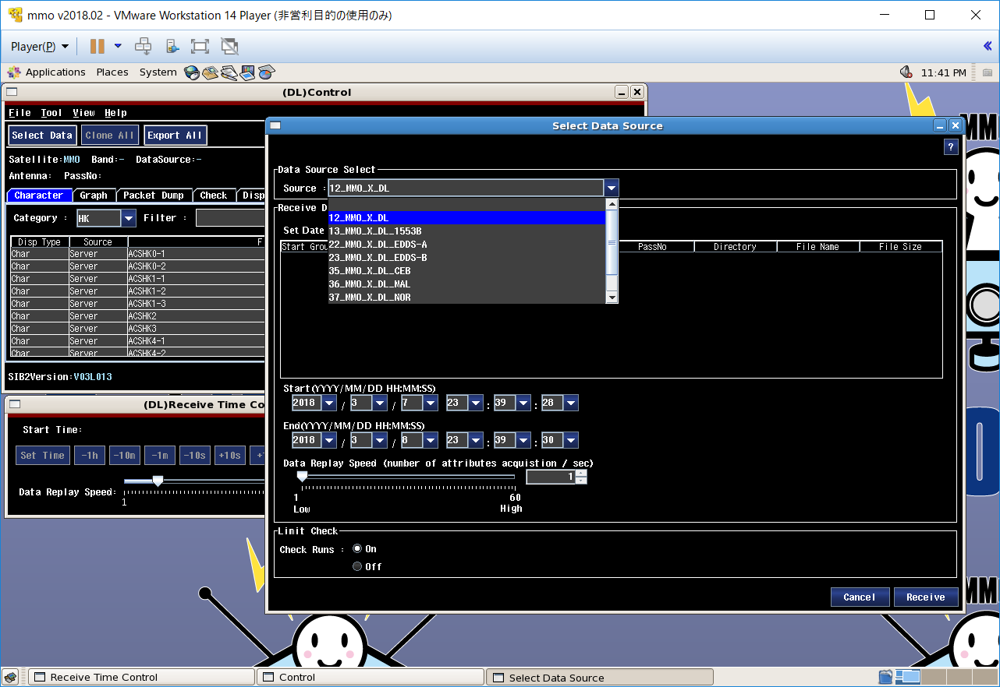 mmo v2018.02 - VMware Workstation 14 Player (非営利目的の使用のみ)
Player(P)
Applications Places System 11:41 PM
(DL)Control
File Tool View Help
Select Data Clone All Export All
Satellite:MMO Band:- DataSource:-
Antenna: PassNo:
Character Graph Packet Dump Check Disp
Category : HK Filter :
Disp Type Source F
Char Server ACSHK0-1
Char Server ACSHK0-2
Char Server ACSHK1-1
Char Server ACSHK1-2
Char Server ACSHK1-3
Char Server ACSHK2
Char Server ACSHK3
Char Server ACSHK4-1
Char Server ACSHK4-2
SIB2Version:V03L013
(DL)Receive Time Co
Start Time:
Set Time -1h -10m -1m -10s +10s +
Data Replay Speed:
1
Select Data Source
?
Data Source Select
Source : 12_MMO_X_DL
12_MMO_X_DL
13_MMO_X_DL_1553B
22_MMO_X_DL_EDDS-A
23_MMO_X_DL_EDDS-B
35_MMO_X_DL_CEB
36_MMO_X_DL_MAL
37_MMO_X_DL_NOR
Receive D
Set Date
Start Grou PassNo Directory File Name File Size
Start(YYYY/MM/DD HH:MM:SS)
2018 / 3 / 7 23 : 39 : 28
End(YYYY/MM/DD HH:MM:SS)
2018 / 3 / 8 23 : 39 : 30
Data Replay Speed (number of attributes acquistion / sec)
1
1 60
Low High
Limit Check
Check Runs : On
Off
Cancel Receive
Receive Time Control Control Select Data Source